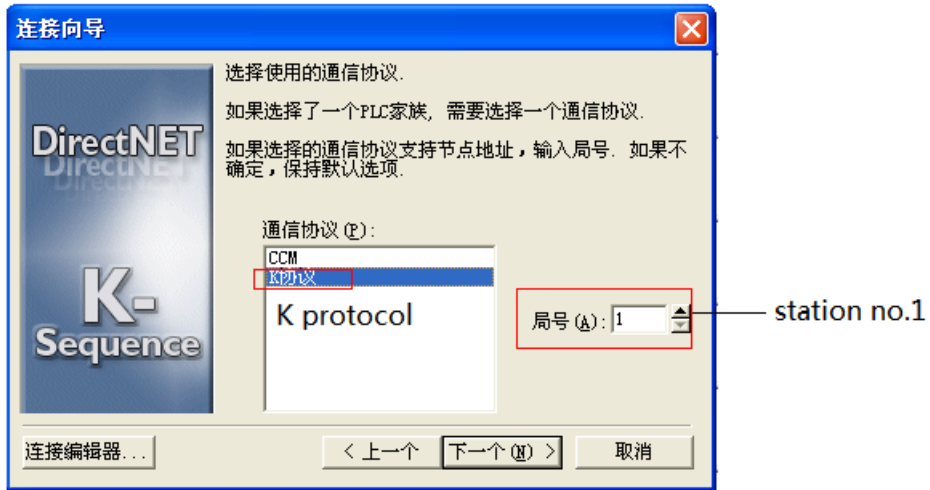 连接向导
选择使用的通信协议.
如果选择了一个PLC家族, 需要选择一个通信协议.
如果选择的通信协议支持节点地址，输入局号. 如果不
确定，保持默认选项.
DirectNET
DirectNET
DirectNET
K-
Sequence
通信协议(P):
CCM
K协议
K protocol
局号(A): 1
station no.1
连接编辑器...
< 上一个
下一个(N) >
取消